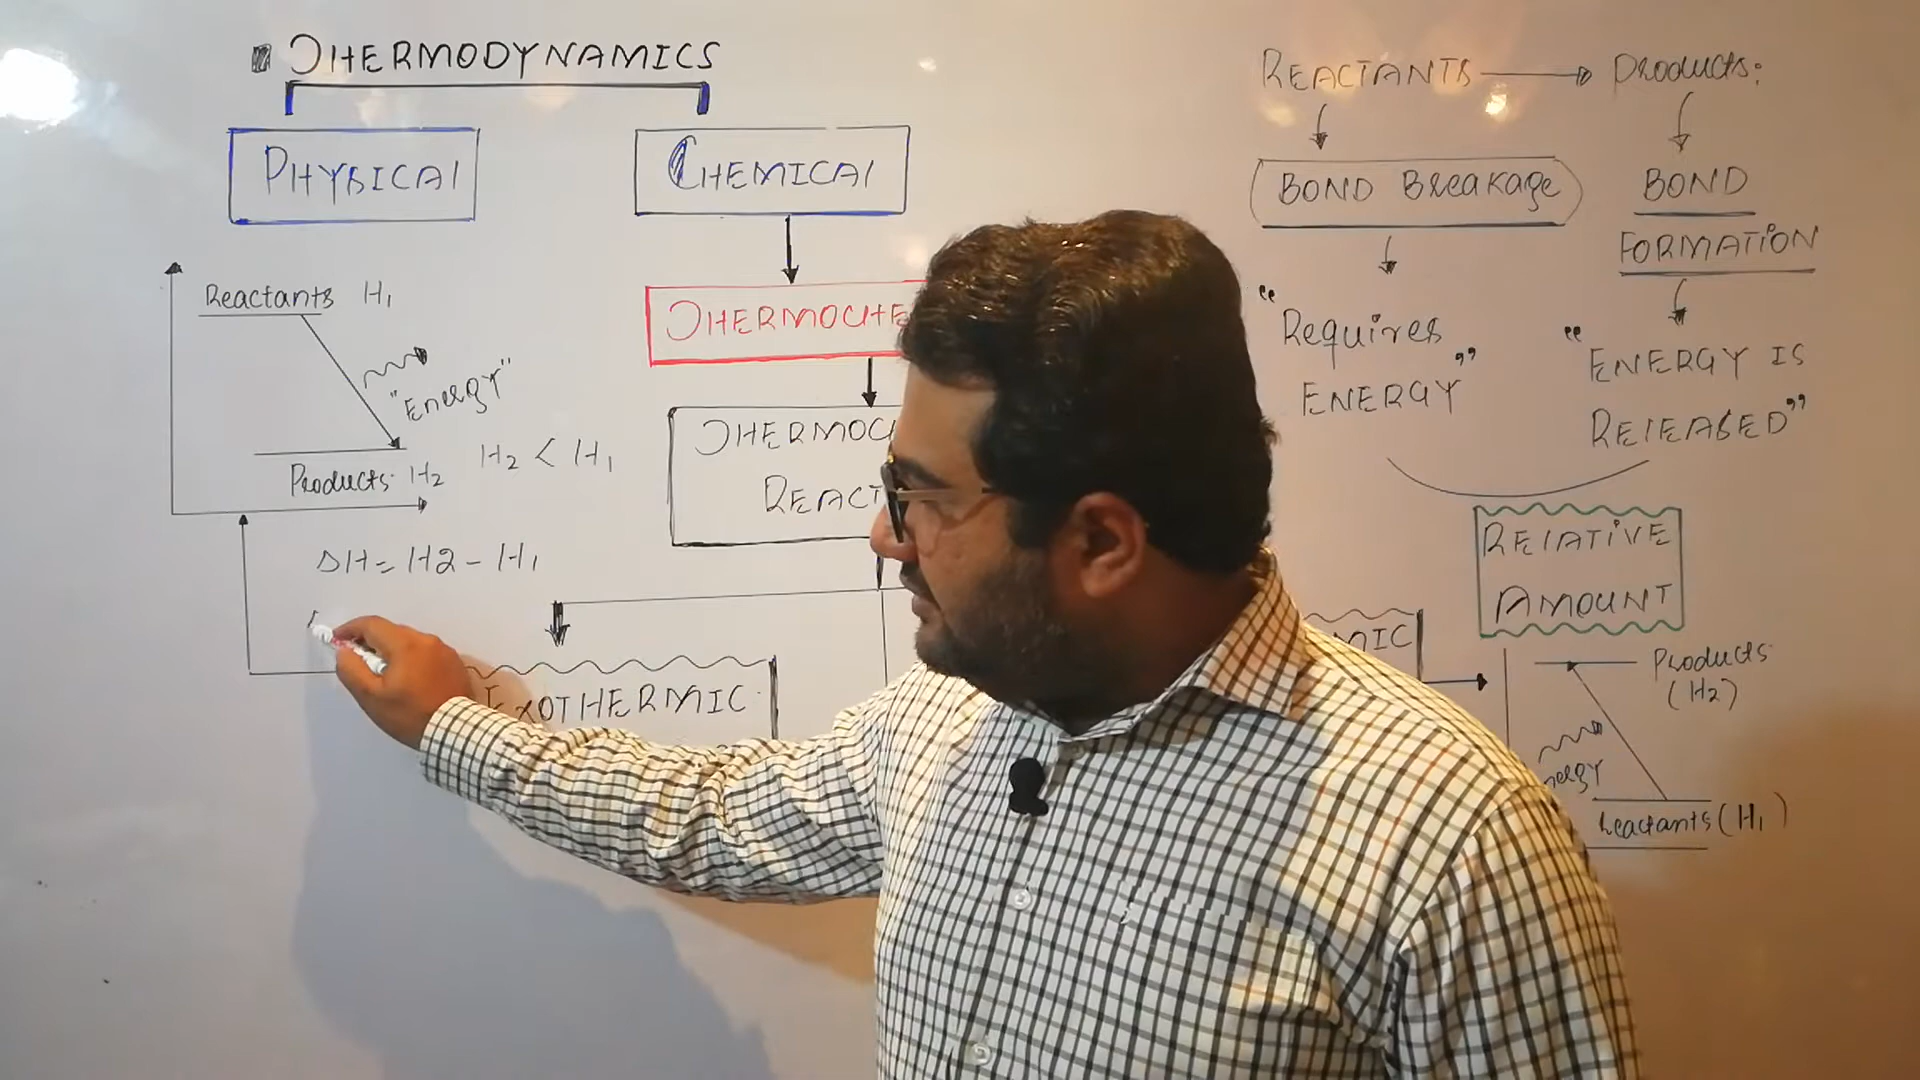 THERMODYNAMICS
PHYSICAL
CHEMICAL
Reactants H₁
"Energy"
Products H₂
H₂ < H₁
ΔH = H2 - H₁
EXOTHERMIC
REACTANTS → Products:
BOND BREAKAGE
BOND
FORMATION
"Requires
ENERGY"
"ENERGY IS
RELEASED"
RELATIVE
AMOUNT
Products
(H₂)
Reactants (H₁)